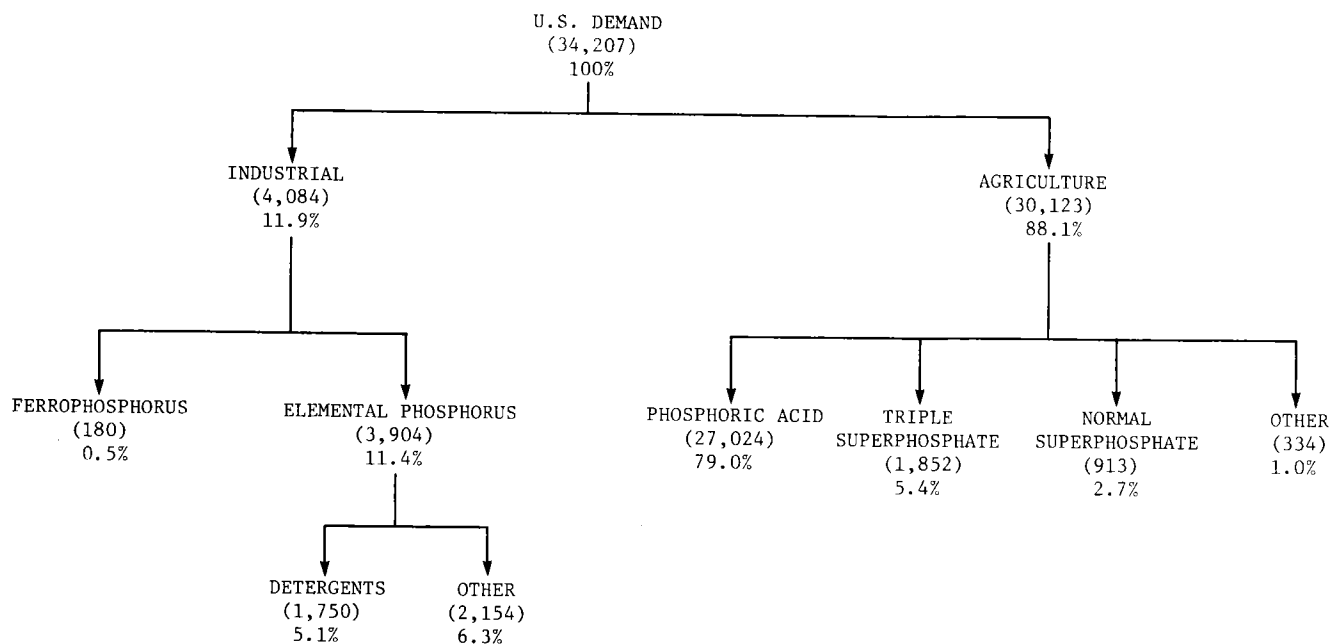 U.S. DEMAND
(34,207)
100%
INDUSTRIAL
(4,084)
11.9%
AGRICULTURE
(30,123)
88.1%
FERROPHOSPHORUS
(180)
0.5%
ELEMENTAL PHOSPHORUS
(3,904)
11.4%
PHOSPHORIC ACID
(27,024)
79.0%
TRIPLE
SUPERPHOSPHATE
(1,852)
5.4%
NORMAL
SUPERPHOSPHATE
(913)
2.7%
OTHER
(334)
1.0%
DETERGENTS
(1,750)
5.1%
OTHER
(2,154)
6.3%